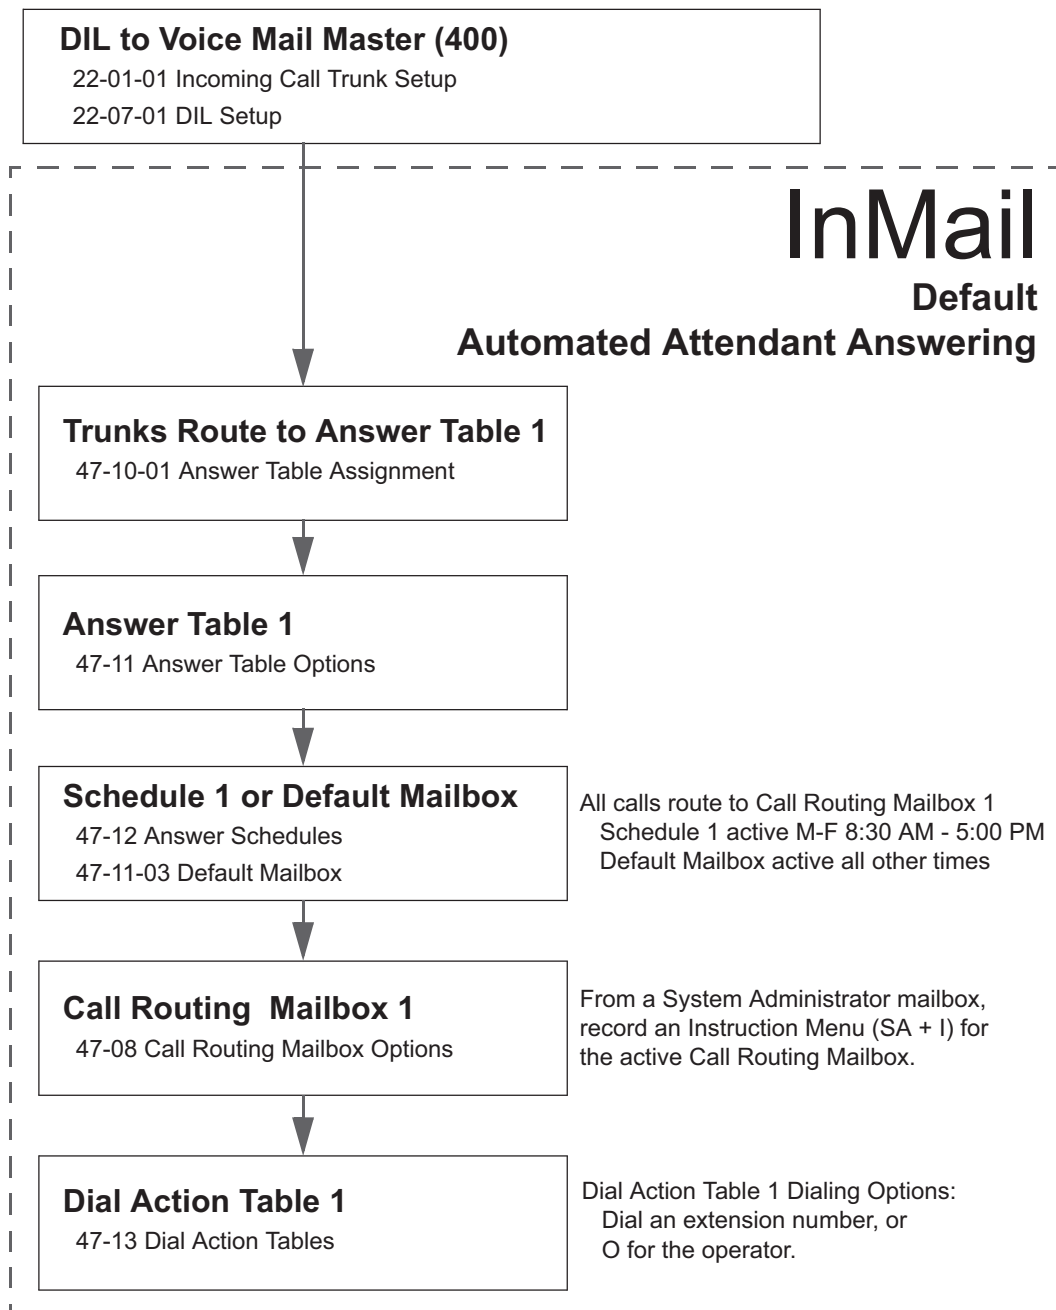 DIL to Voice Mail Master (400)
22-01-01 Incoming Call Trunk Setup
22-07-01 DIL Setup
InMail
Default
Automated Attendant Answering
Trunks Route to Answer Table 1
47-10-01 Answer Table Assignment
Answer Table 1
47-11 Answer Table Options
Schedule 1 or Default Mailbox
47-12 Answer Schedules
47-11-03 Default Mailbox
All calls route to Call Routing Mailbox 1
Schedule 1 active M-F 8:30 AM - 5:00 PM
Default Mailbox active all other times
Call Routing  Mailbox 1
47-08 Call Routing Mailbox Options
From a System Administrator mailbox,
record an Instruction Menu (SA + I) for
the active Call Routing Mailbox.
Dial Action Table 1
47-13 Dial Action Tables
Dial Action Table 1 Dialing Options:
Dial an extension number, or
O for the operator.